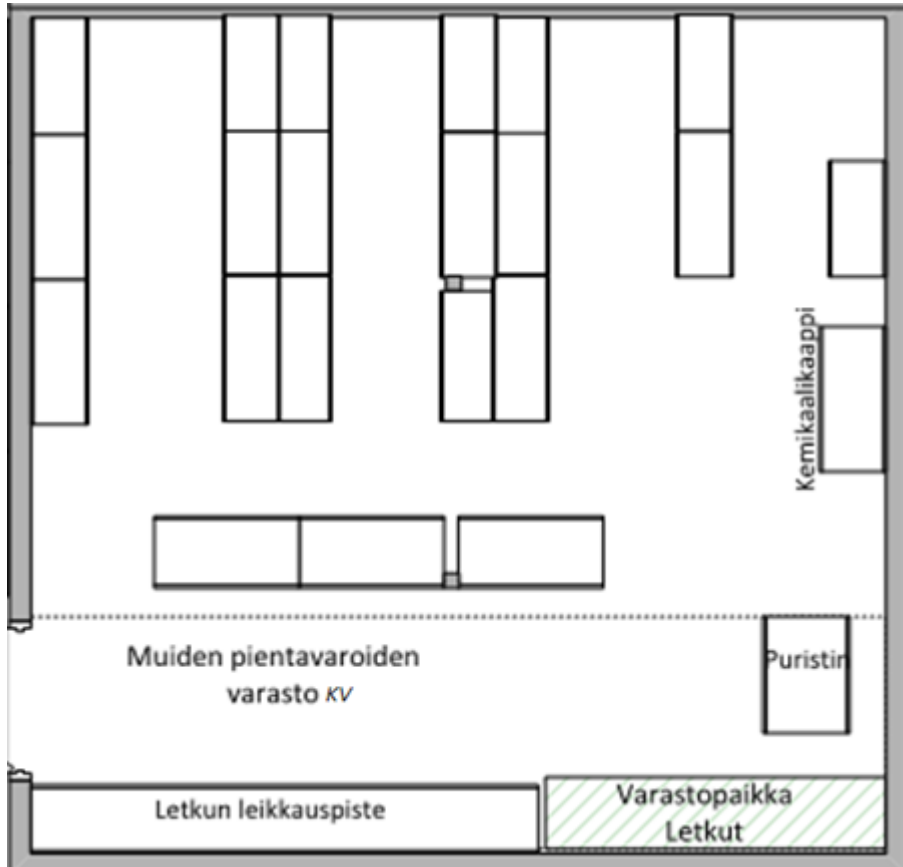 Kemikaalikaappi
Muiden pientavaroiden
varasto KV
Puristin
Letkun leikkauspiste
Varastopaikka
Letkut